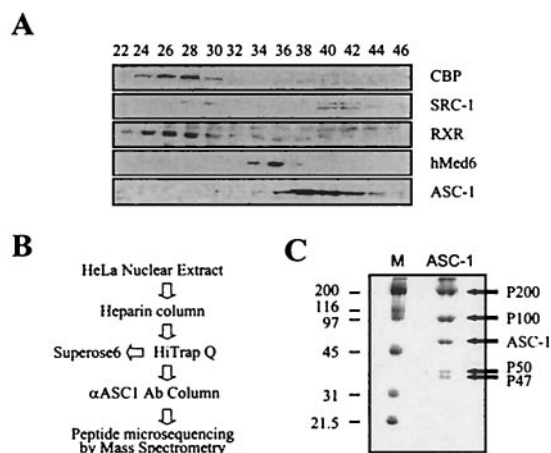 A
22 24 26 28 30 32 34 36 38 40 42 44 46
CBP
SRC-1
RXR
hMed6
ASC-1
B
HeLa Nuclear Extract
Heparin column
Superose6 HiTrap Q
αASC1 Ab Column
Peptide microsequencing
by Mass Spectrometry
C
M ASC-1
200
116
97
45
31
21.5
P200
P100
ASC-1
P50
P47